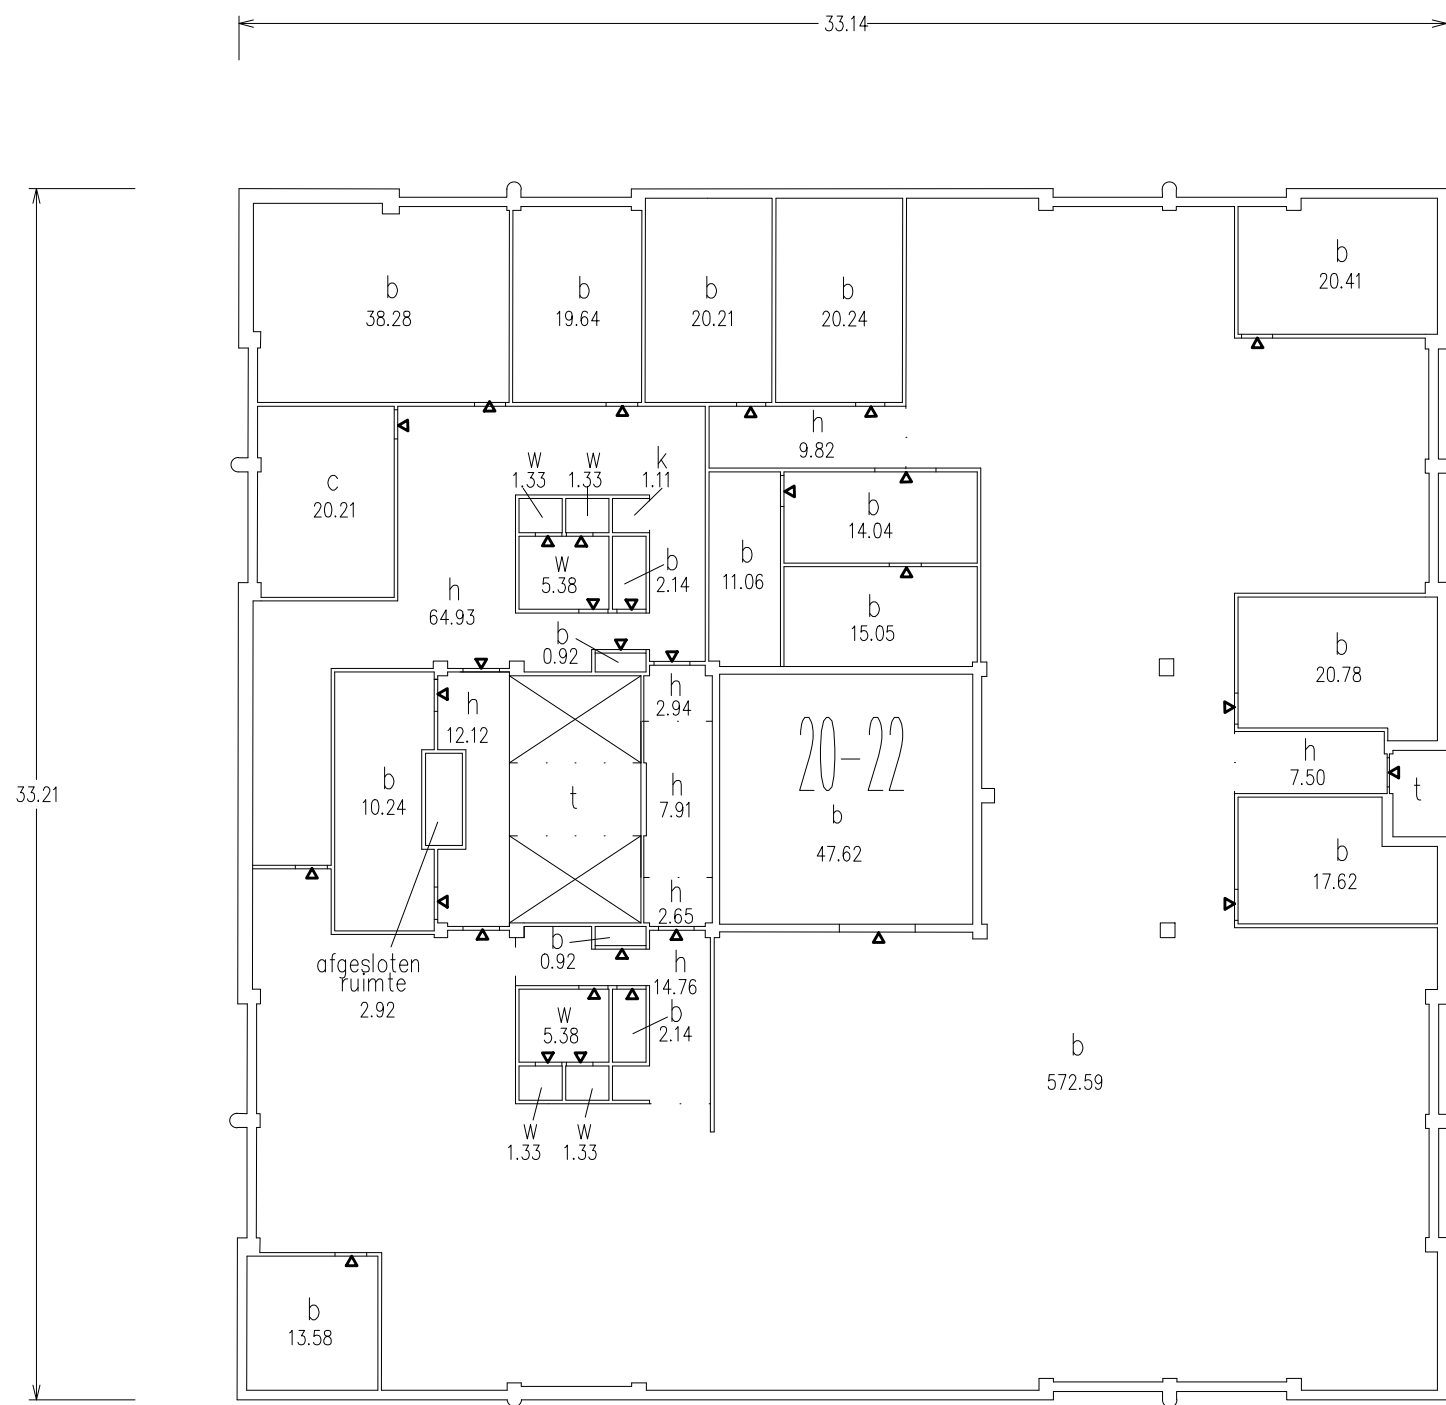 33.14
b
20.41
b
38.28
b
19.64
b
20.21
b
20.24
h
9.82
w
1.33
w
1.33
k
1.11
c
20.21
b
14.04
w
5.38
b
2.14
b
11.06
h
64.93
b
15.05
b
0.92
b
20.78
h
2.94
h
12.12
20-22
b
47.62
h
7.50
t
33.21
b
10.24
t
h
7.91
b
17.62
h
2.65
b
0.92
h
14.76
afgesloten
ruimte
2.92
w
5.38
b
2.14
b
572.59
w
1.33
w
1.33
b
13.58